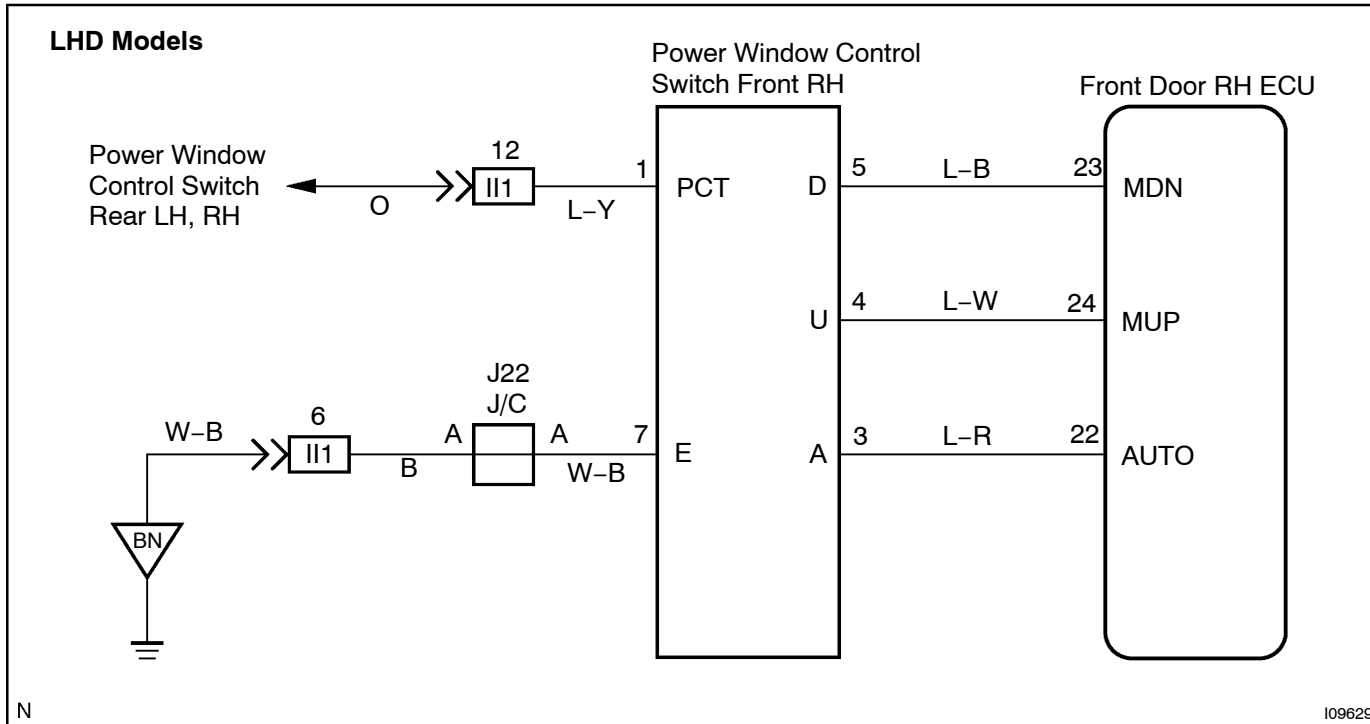 LHD Models
Power Window Control
Switch Front RH
Front Door RH ECU
Power Window
Control Switch
Rear LH, RH
O
12
II1
L–Y
1
PCT
D
5
L–B
23
MDN
U
4
L–W
24
MUP
W–B
6
II1
B
A
J22
J/C
A
W–B
7
E
A
3
L–R
22
AUTO
BN
N
I09629